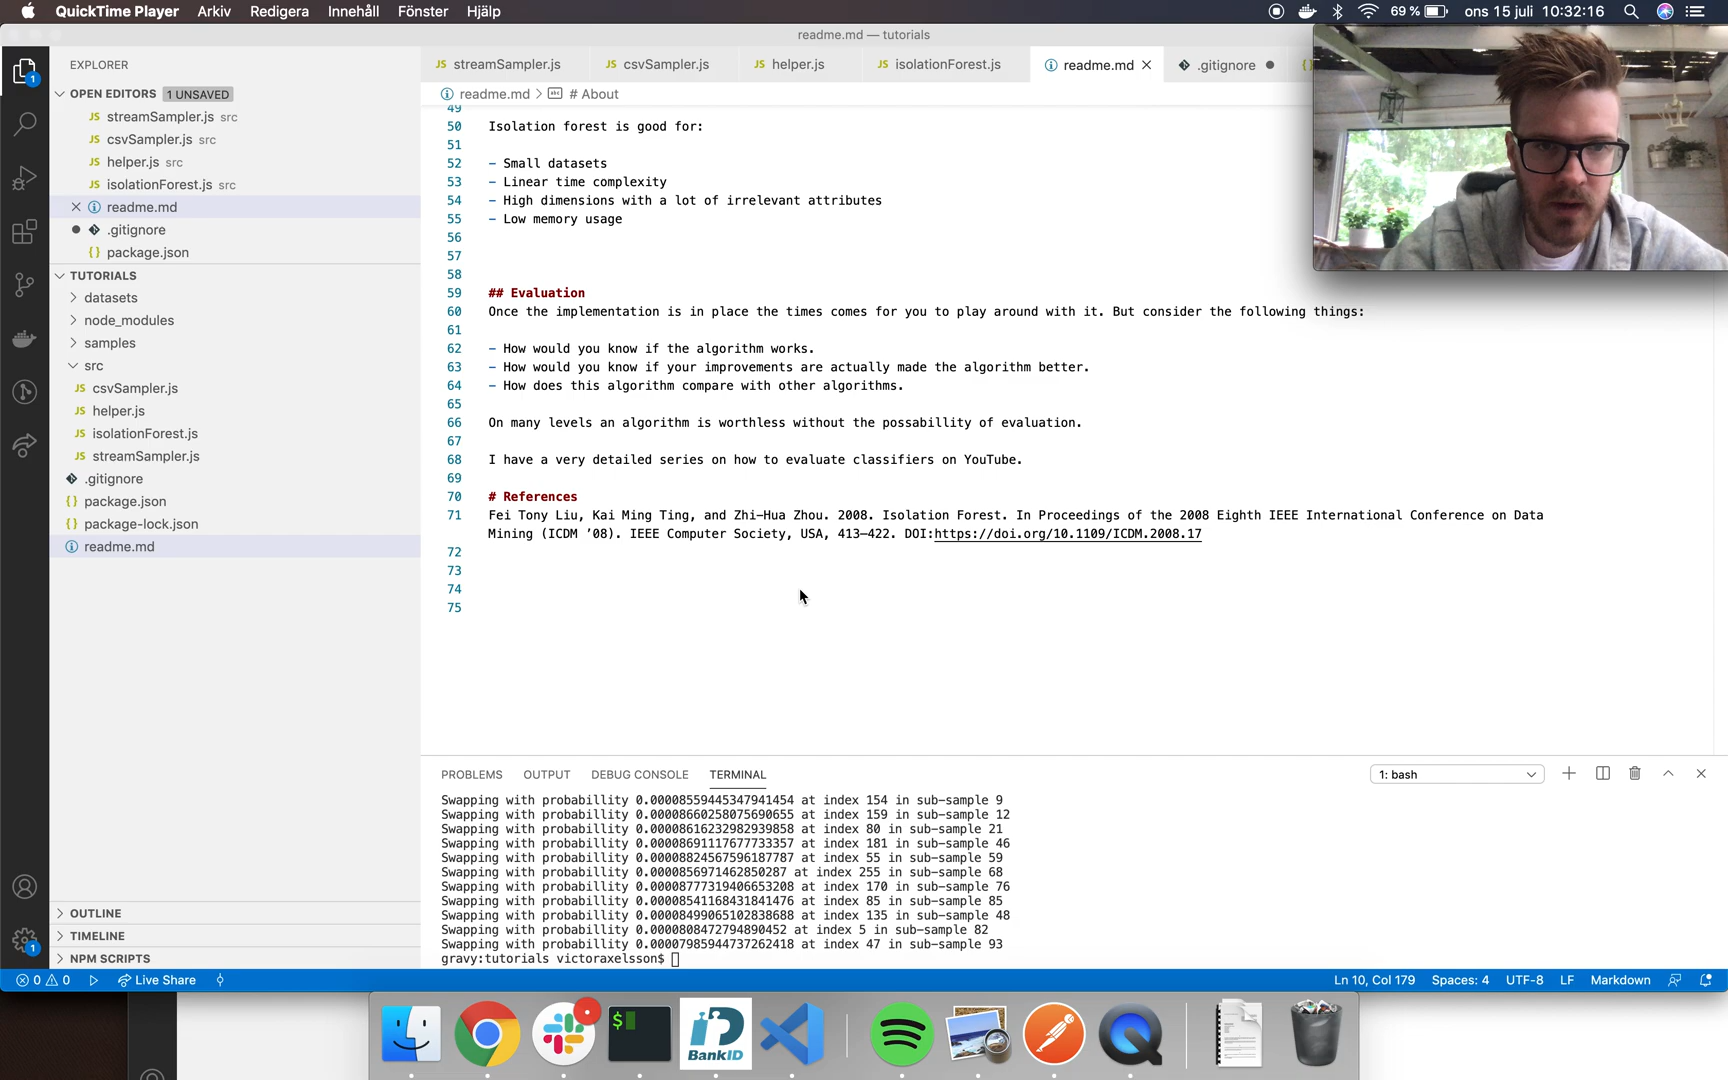 QuickTime Player Arkiv Redigera Innehåll Fönster Hjälp
69 % ons 15 juli 10:32:16
readme.md — tutorials
EXPLORER
OPEN EDITORS 1 UNSAVED
JS streamSampler.js src
JS csvSampler.js src
JS helper.js src
JS isolationForest.js src
readme.md
.gitignore
{ } package.json
TUTORIALS
datasets
node_modules
samples
src
JS csvSampler.js
JS helper.js
JS isolationForest.js
JS streamSampler.js
.gitignore
{ } package.json
{ } package-lock.json
readme.md
OUTLINE
TIMELINE
NPM SCRIPTS
JS streamSampler.js JS csvSampler.js JS helper.js JS isolationForest.js readme.md .gitignore
readme.md > # About
49
50 Isolation forest is good for:
51
52 - Small datasets
53 - Linear time complexity
54 - High dimensions with a lot of irrelevant attributes
55 - Low memory usage
56
57
58
59 ## Evaluation
60 Once the implementation is in place the times comes for you to play around with it. But consider the following things:
61
62 - How would you know if the algorithm works.
63 - How would you know if your improvements are actually made the algorithm better.
64 - How does this algorithm compare with other algorithms.
65
66 On many levels an algorithm is worthless without the possabillity of evaluation.
67
68 I have a very detailed series on how to evaluate classifiers on YouTube.
69
70 # References
71 Fei Tony Liu, Kai Ming Ting, and Zhi-Hua Zhou. 2008. Isolation Forest. In Proceedings of the 2008 Eighth IEEE International Conference on Data
Mining (ICDM ’08). IEEE Computer Society, USA, 413–422. DOI:https://doi.org/10.1109/ICDM.2008.17
72
73
74
75
PROBLEMS OUTPUT DEBUG CONSOLE TERMINAL 1: bash
Swapping with probabillity 0.00008559445347941454 at index 154 in sub-sample 9
Swapping with probabillity 0.00008660258075690655 at index 159 in sub-sample 12
Swapping with probabillity 0.00008616232982939858 at index 80 in sub-sample 21
Swapping with probabillity 0.00008691117677733357 at index 181 in sub-sample 46
Swapping with probabillity 0.00008824567596187787 at index 55 in sub-sample 59
Swapping with probabillity 0.0000856971462850287 at index 255 in sub-sample 68
Swapping with probabillity 0.00008777319406653208 at index 170 in sub-sample 76
Swapping with probabillity 0.00008541168431841476 at index 85 in sub-sample 85
Swapping with probabillity 0.00008499065102838688 at index 135 in sub-sample 48
Swapping with probabillity 0.0000808472794890452 at index 5 in sub-sample 82
Swapping with probabillity 0.00007985944737262418 at index 47 in sub-sample 93
gravy:tutorials victoraxelsson$
0 0 Live Share Ln 10, Col 179 Spaces: 4 UTF-8 LF Markdown
1
1
$
BankID